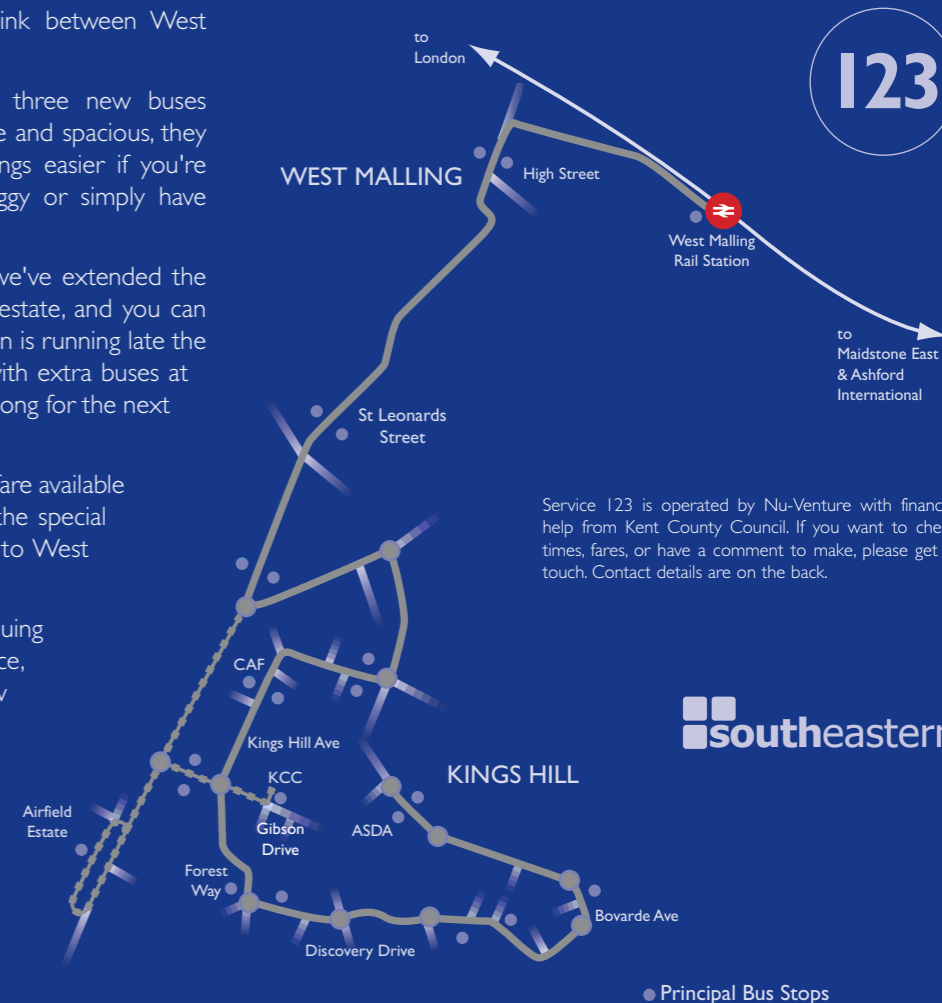 ink between West
three new buses
e and spacious, they
ngs easier if you're
ggy or simply have
we've extended the
estate, and you can
n is running late the
with extra buses at
ong for the next
fare available
the special
to West
uing
ce,
to
London
123
WEST MALLING
High Street
West Malling
Rail Station
to
Maidstone East
& Ashford
International
St Leonards
Street
Service 123 is operated by Nu-Venture with financ
help from Kent County Council. If you want to che
times, fares, or have a comment to make, please get
touch. Contact details are on the back.
CAF
Kings Hill Ave
KCC
Gibson
Drive
KINGS HILL
ASDA
Airfield
Estate
Forest
Way
Discovery Drive
Bovarde Ave
southeastern
Principal Bus Stops